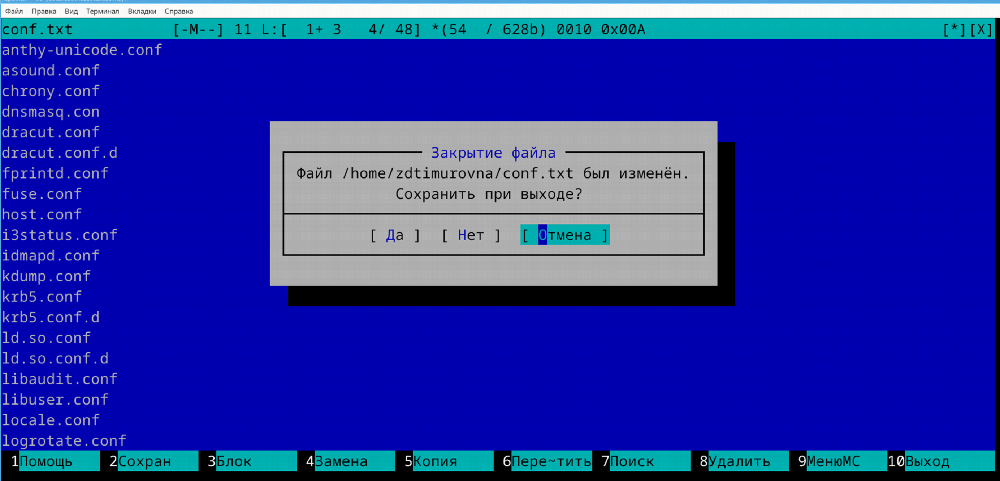 Файл Правка Вид Терминал Вкладки Справка
conf.txt [-M--] 11 L:[ 1+ 3 4/ 48] *(54 / 628b) 0010 0x00A [*][X]
anthy-unicode.conf
asound.conf
chrony.conf
dnsmasq.con
dracut.conf
dracut.conf.d
fprintd.conf
fuse.conf
host.conf
i3status.conf
idmapd.conf
kdump.conf
krb5.conf
krb5.conf.d
ld.so.conf
ld.so.conf.d
libaudit.conf
libuser.conf
locale.conf
logrotate.conf
Закрытие файла
Файл /home/zdtimurovna/conf.txt был изменён.
Сохранить при выходе?
[ Да ] [ Нет ] [ Отмена ]
1Помощь 2Сохран 3Блок 4Замена 5Копия 6Пере~тить 7Поиск 8Удалить 9МенюMC 10Выход